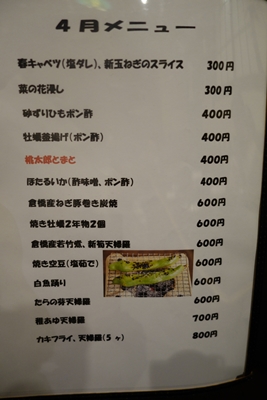 4月メニュー
春キャベツ(塩ダレ)、新玉ねぎのスライス 300円
菜の花浸し 300円
砂ずりひもポン酢 400円
牡蠣釜揚げ(ポン酢) 400円
桃太郎とまと 400円
ほたるいか(酢味噌、ポン酢) 400円
倉橋産ねぎ豚巻き炭焼 600円
焼き牡蠣2年物2個 600円
倉橋産若竹煮、新筍天婦羅 600円
焼き空豆(塩茹で) 600円
白魚踊り 600円
たらの芽天婦羅 600円
稚あゆ天婦羅 700円
カキフライ、天婦羅(5ヶ) 800円